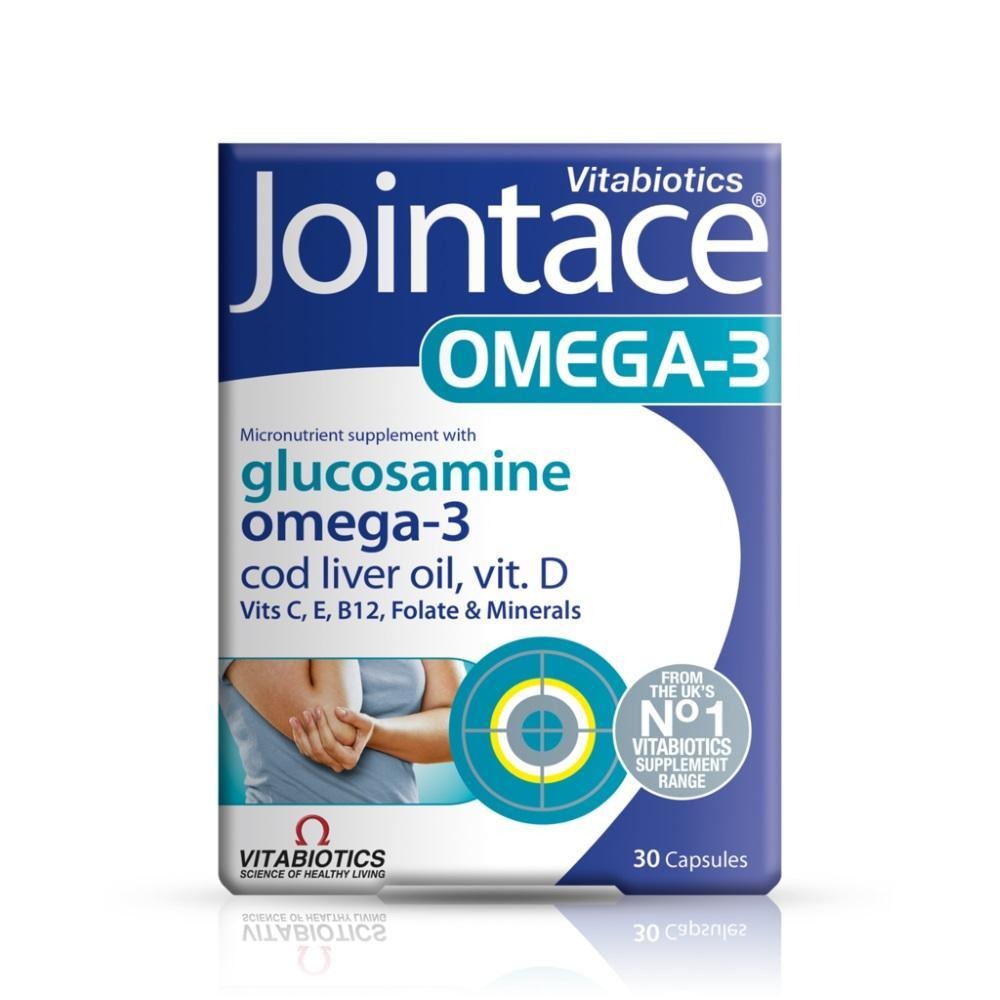 Vitabiotics
Jointace®
OMEGA-3
Micronutrient supplement with
glucosamine
omega-3
cod liver oil, vit. D
Vits C, E, B12, Folate & Minerals
FROM
THE UK'S
No1
VITABIOTICS
SUPPLEMENT
RANGE
VITABIOTICS
SCIENCE OF HEALTHY LIVING
30 Capsules